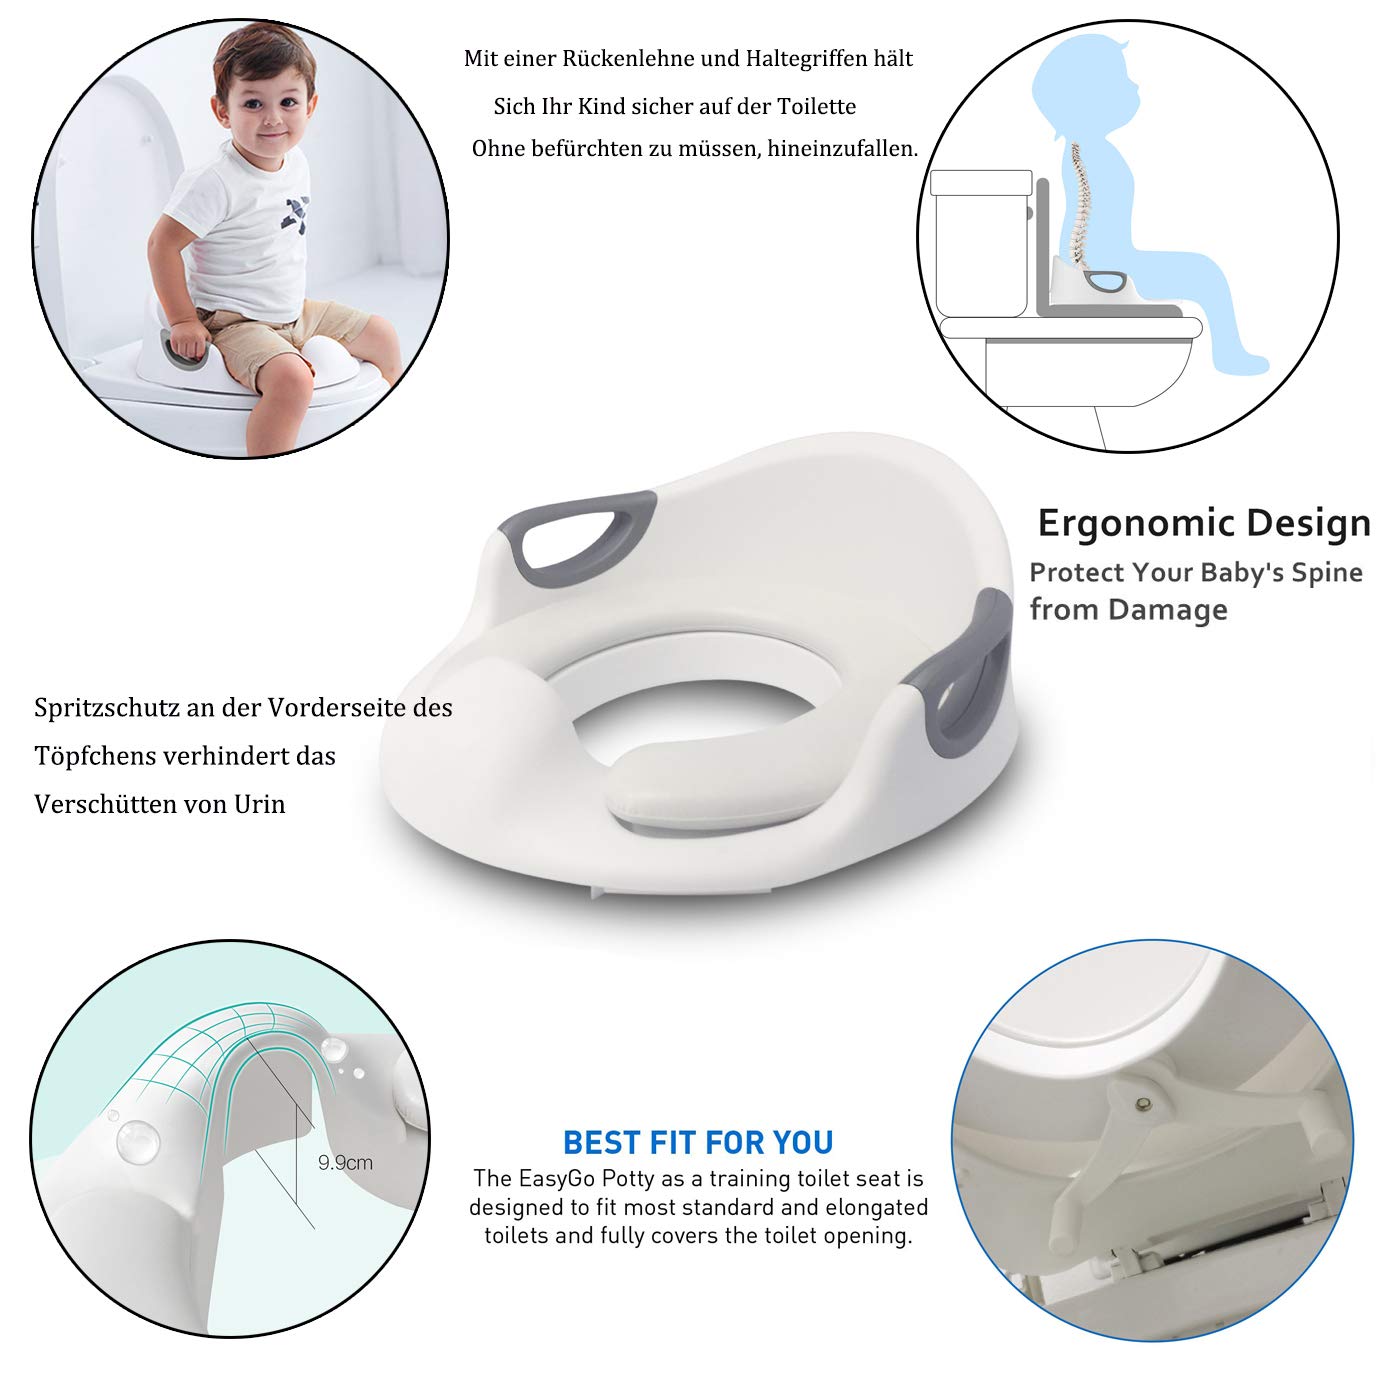 Mit einer Rückenlehne und Haltegriffen hält
Sich Ihr Kind sicher auf der Toilette
Ohne befürchten zu müssen, hineinzufallen.
Ergonomic Design
Protect Your Baby's Spine
from Damage
Spritzschutz an der Vorderseite des
Töpfchens verhindert das
Verschütten von Urin
9.9cm
BEST FIT FOR YOU
The EasyGo Potty as a training toilet seat is
designed to fit most standard and elongated
toilets and fully covers the toilet opening.